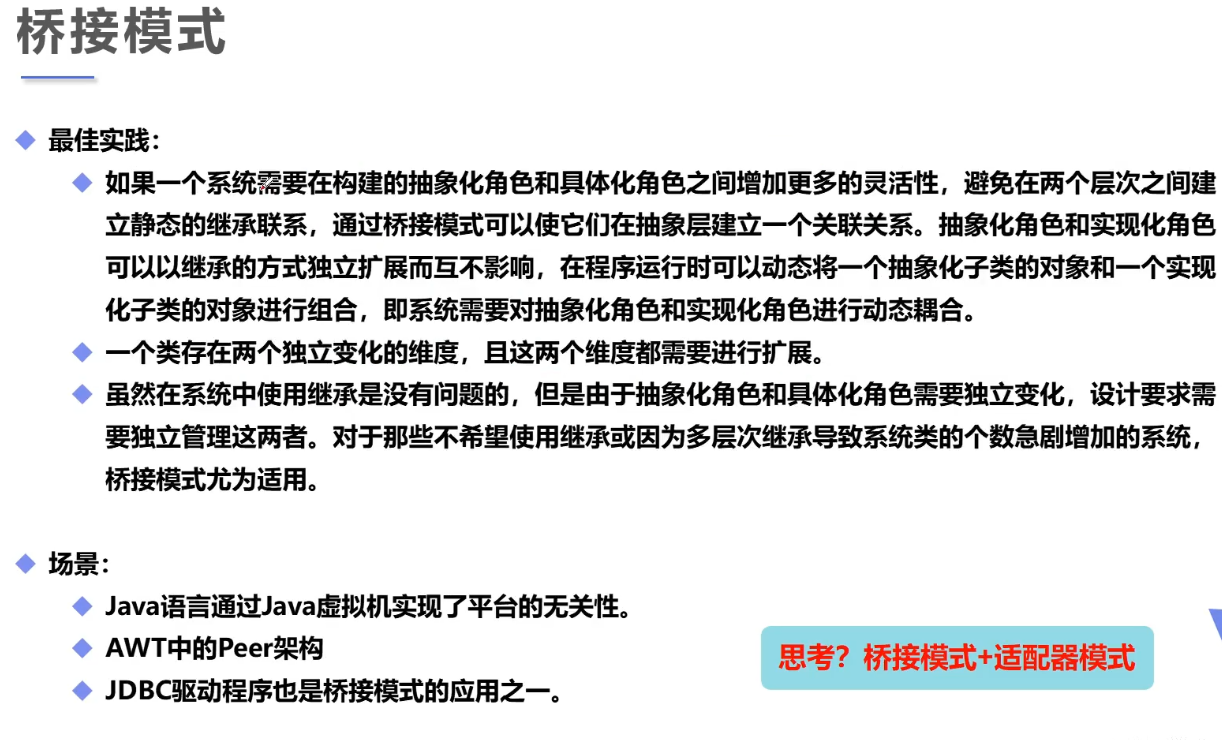 桥接模式
最佳实践：
如果一个系统需要在构建的抽象化角色和具体化角色之间增加更多的灵活性，避免在两个层次之间建
立静态的继承联系，通过桥接模式可以使它们在抽象层建立一个关联关系。抽象化角色和实现化角色
可以以继承的方式独立扩展而互不影响，在程序运行时可以动态将一个抽象化子类的对象和一个实现
化子类的对象进行组合，即系统需要对抽象化角色和实现化角色进行动态耦合。
一个类存在两个独立变化的维度，且这两个维度都需要进行扩展。
虽然在系统中使用继承是没有问题的，但是由于抽象化角色和具体化角色需要独立变化，设计要求需
要独立管理这两者。对于那些不希望使用继承或因为多层次继承导致系统类的个数急剧增加的系统，
桥接模式尤为适用。
场景：
Java语言通过Java虚拟机实现了平台的无关性。
AWT中的Peer架构
JDBC驱动程序也是桥接模式的应用之一。
思考？桥接模式+适配器模式